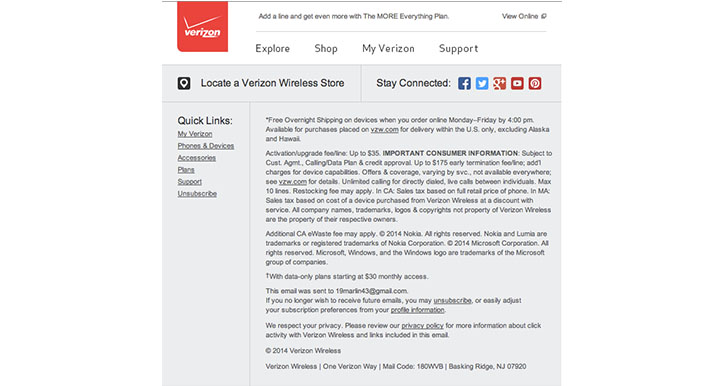 verizon
Add a line and get even more with The MORE Everything Plan.
View Online
Explore Shop My Verizon Support
Locate a Verizon Wireless Store
Stay Connected:
Quick Links:
My Verizon
Phones & Devices
Accessories
Plans
Support
Unsubscribe
*Free Overnight Shipping on devices when you order online Monday–Friday by 4:00 pm.
Available for purchases placed on vzw.com for delivery within the U.S. only, excluding Alaska
and Hawaii.
Activation/upgrade fee/line: Up to $35. IMPORTANT CONSUMER INFORMATION: Subject to
Cust. Agmt., Calling/Data Plan & credit approval. Up to $175 early termination fee/line; add'l
charges for device capabilities. Offers & coverage, varying by svc., not available everywhere;
see vzw.com for details. Unlimited calling for directly dialed, live calls between individuals. Max
10 lines. Restocking fee may apply. In CA: Sales tax based on full retail price of phone. In MA:
Sales tax based on cost of a device purchased from Verizon Wireless at a discount with
service. All company names, trademarks, logos & copyrights not property of Verizon Wireless
are the property of their respective owners.
Additional CA eWaste fee may apply. © 2014 Nokia. All rights reserved. Nokia and Lumia are
trademarks or registered trademarks of Nokia Corporation. © 2014 Microsoft Corporation. All
rights reserved. Microsoft, Windows, and the Windows logo are trademarks of the Microsoft
group of companies.
†With data-only plans starting at $30 monthly access.
This email was sent to 19marlin43@gmail.com.
If you no longer wish to receive future emails, you may unsubscribe, or easily adjust
your subscription preferences from your profile information.
We respect your privacy. Please review our privacy policy for more information about click
activity with Verizon Wireless and links included in this email.
© 2014 Verizon Wireless
Verizon Wireless | One Verizon Way | Mail Code: 180WVB | Basking Ridge, NJ 07920